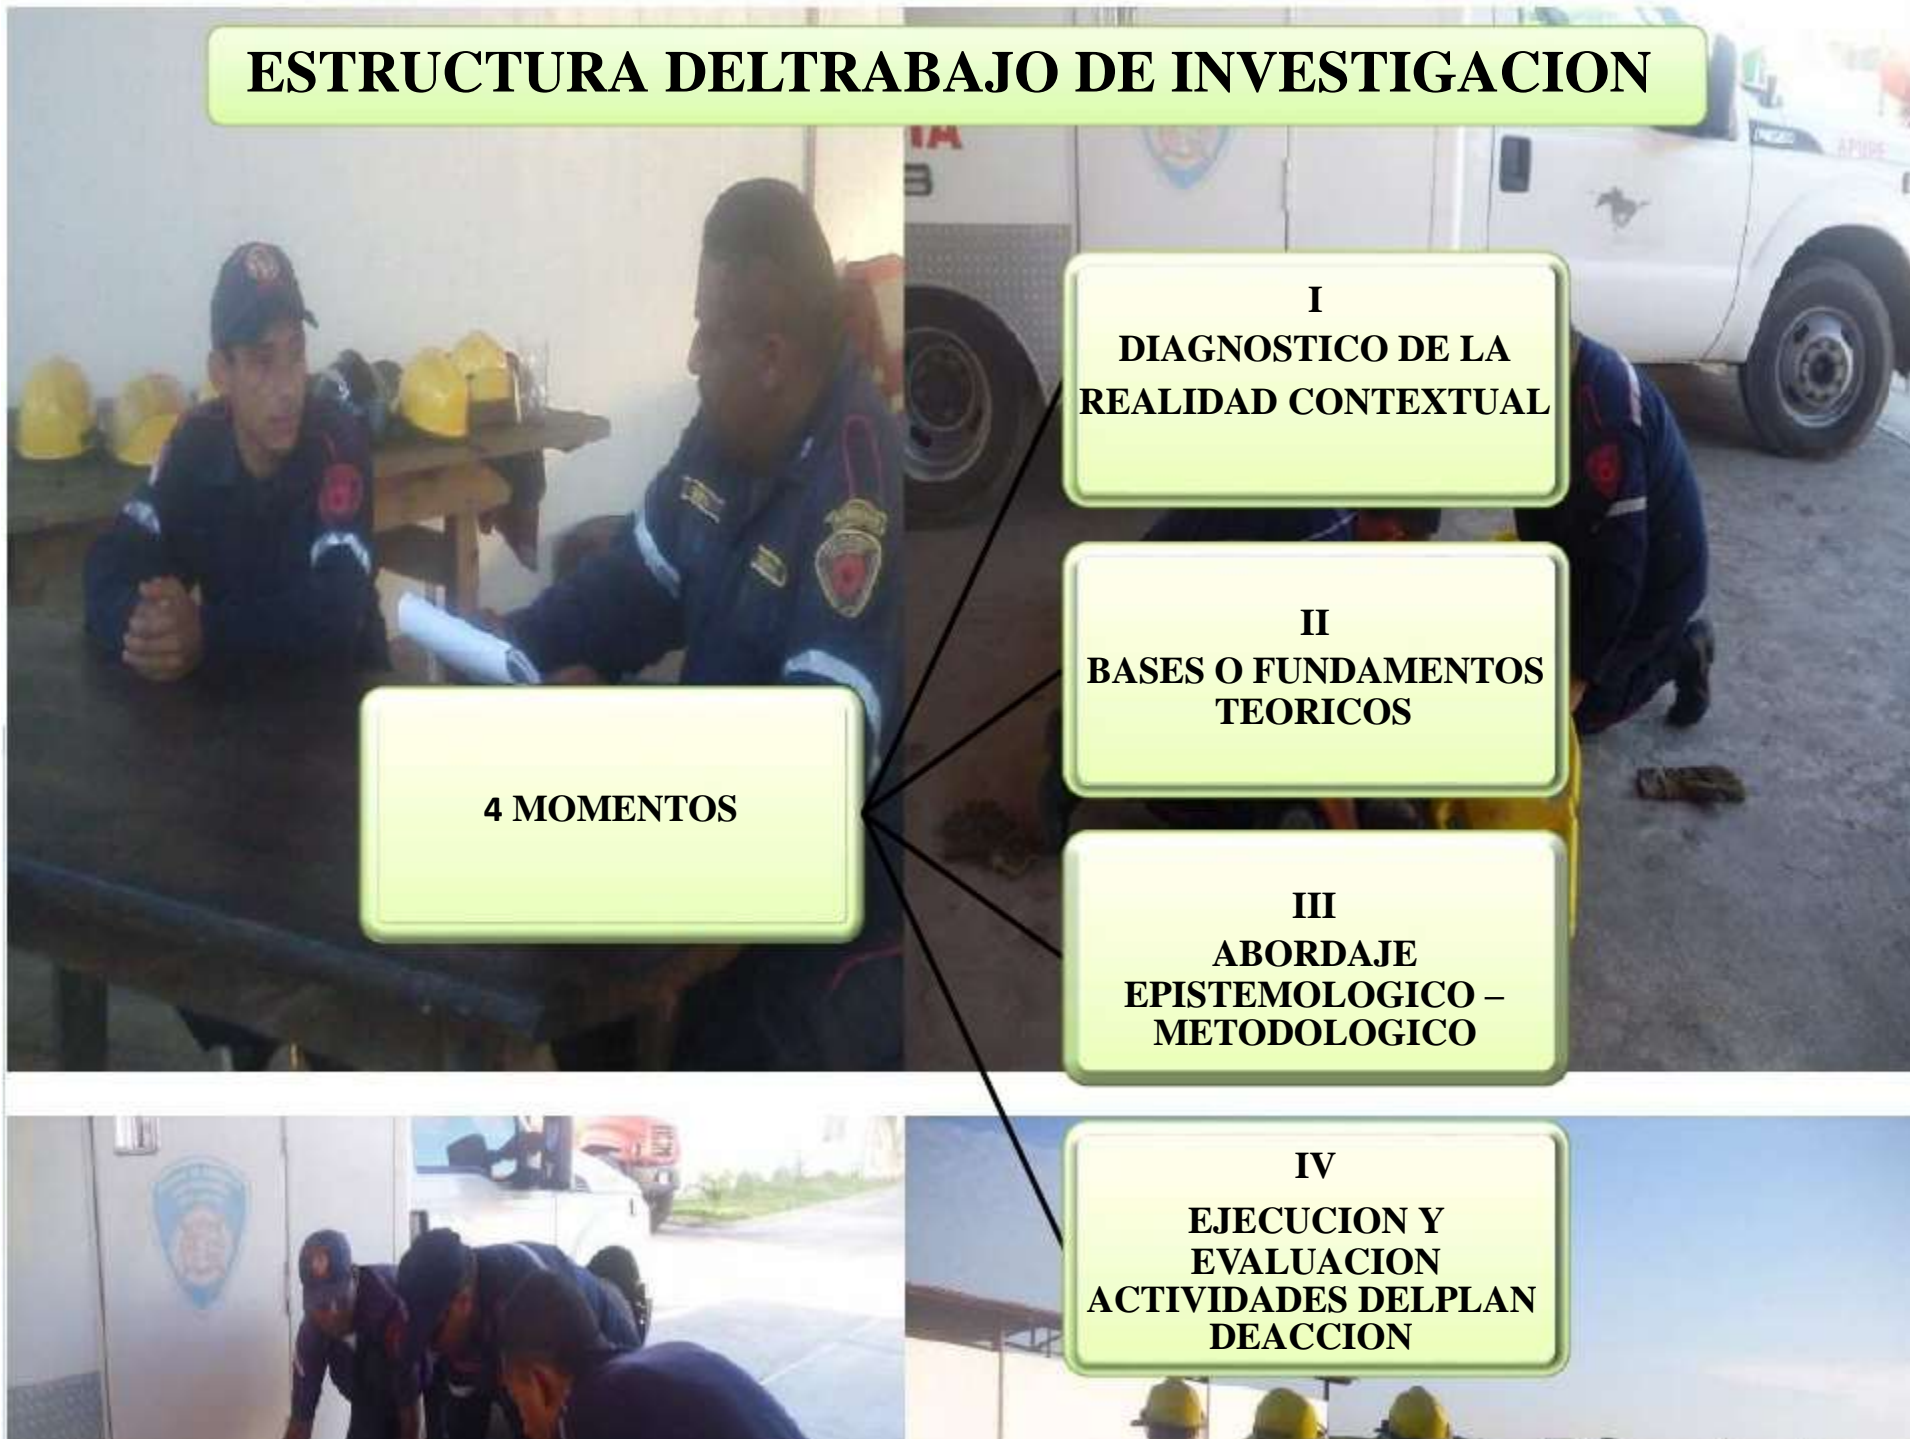 ESTRUCTURA DELTRABAJO DE INVESTIGACION
4 MOMENTOS
I
DIAGNOSTICO DE LA
REALIDAD CONTEXTUAL
II
BASES O FUNDAMENTOS
TEORICOS
III
ABORDAJE
EPISTEMOLOGICO –
METODOLOGICO
IV
EJECUCION Y
EVALUACION
ACTIVIDADES DELPLAN
DEACCION
APURE